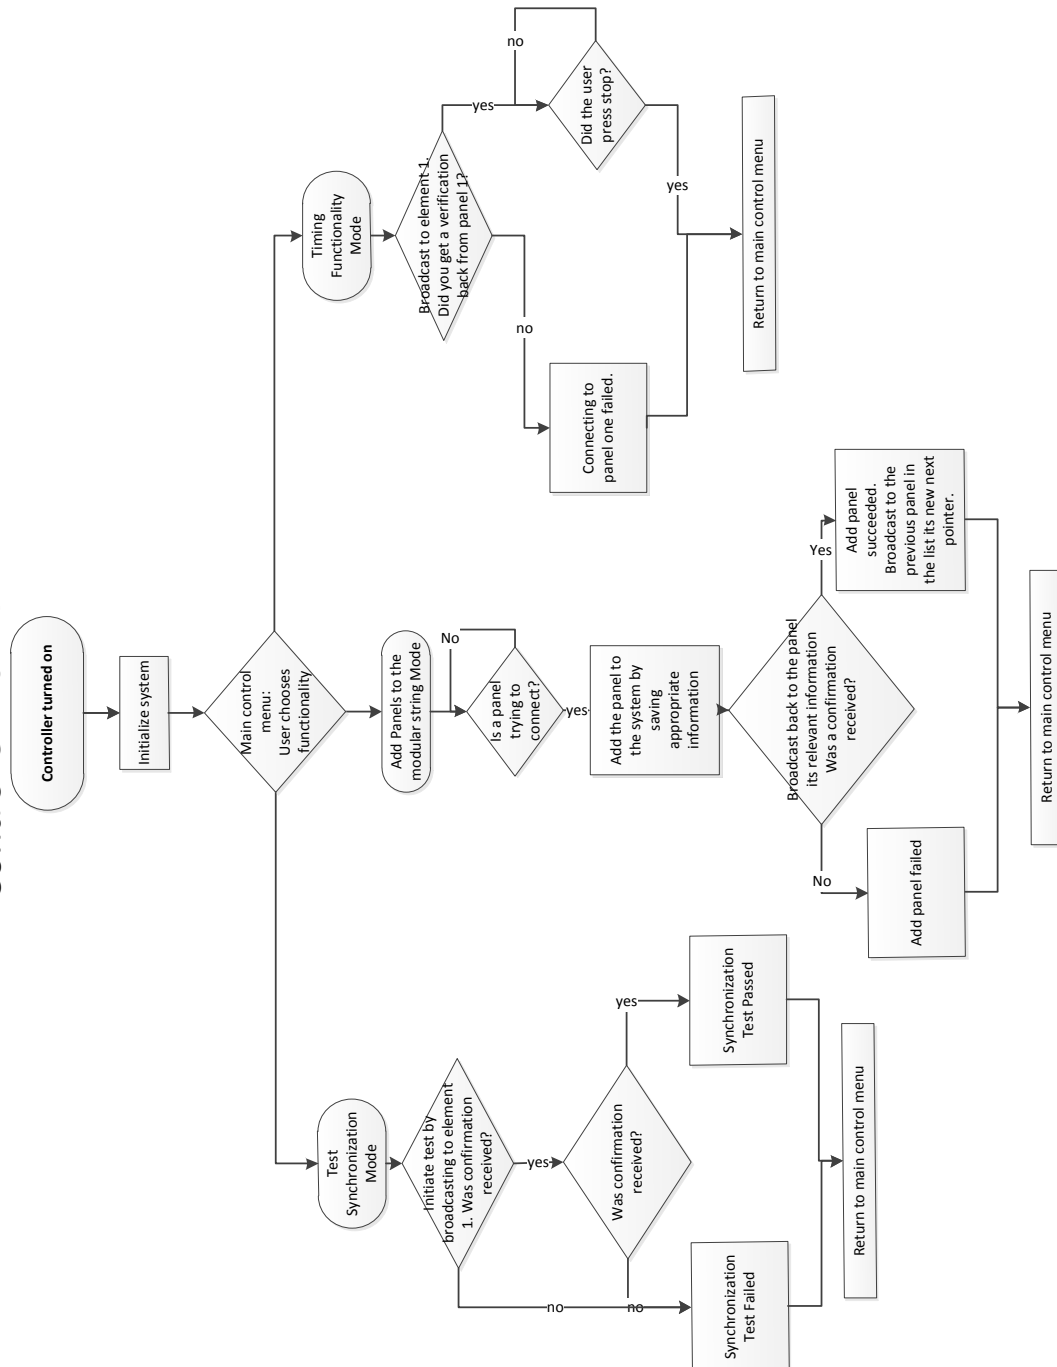 Controller turned on
Initialize system
Main control
menu:
User chooses
functionality
Test
Synchronization
Mode
Initiate test by
broadcasting to element
1. Was confirmation
received?
yes
no
Was confirmation
received?
yes
no
Synchronization
Test Failed
Synchronization
Test Passed
Return to main control menu
Add Panels to the
modular string Mode
Is a panel
trying to
connect?
No
yes
Add the panel to
the system by
saving
appropriate
information
Broadcast back to the panel
its relevant information
Was a confirmation
received?
No
Yes
Add panel failed
Add panel
succeeded.
Broadcast to the
previous panel in
the list its new next
pointer.
Return to main control menu
Timing
Functionality
Mode
Broadcast to element 1.
Did you get a verification
back from panel 1?
yes
no
Did the user
press stop?
no
yes
Connecting to
panel one failed.
Return to main control menu